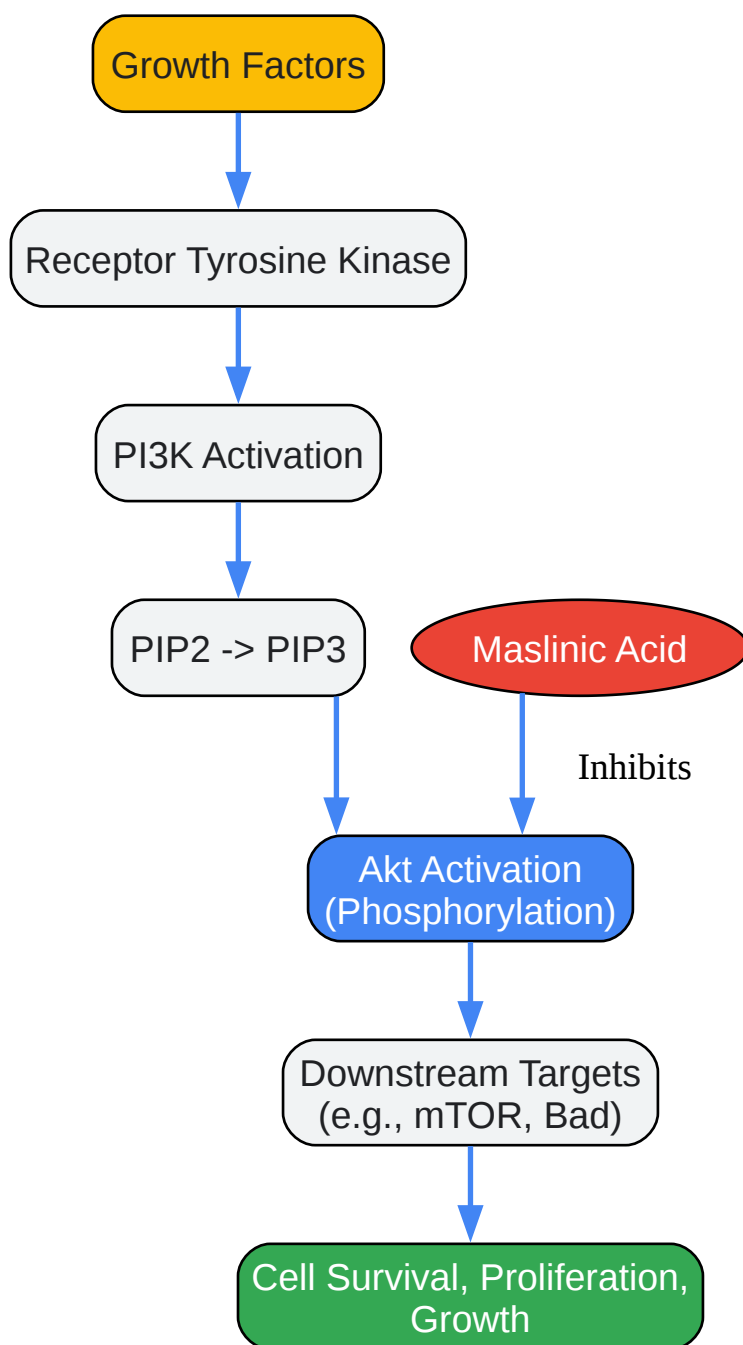 Growth Factors
Receptor Tyrosine Kinase
PI3K Activation
PIP2 -> PIP3
Maslinic Acid
Inhibits
Akt Activation
(Phosphorylation)
Downstream Targets
(e.g., mTOR, Bad)
Cell Survival, Proliferation,
Growth